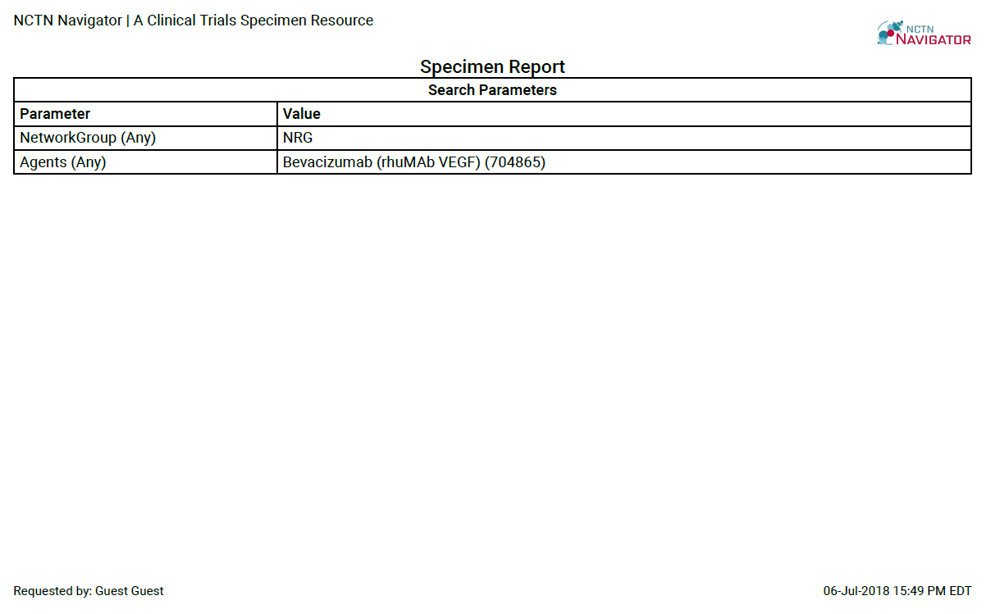 NCTN Navigator | A Clinical Trials Specimen Resource
NCTN
NAVIGATOR
Specimen Report
Search Parameters
Parameter Value
NetworkGroup (Any) NRG
Agents (Any) Bevacizumab (rhuMAb VEGF) (704865)
Requested by: Guest Guest 06-Jul-2018 15:49 PM EDT